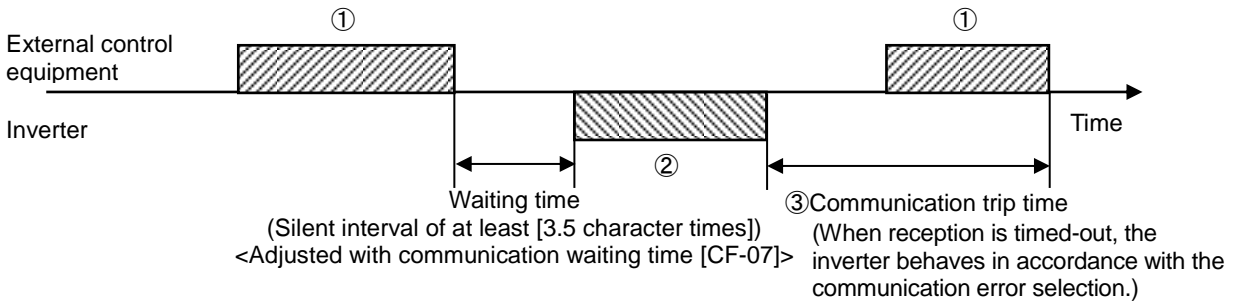 ①
①
External control
equipment
Inverter
Time
②
Waiting time
(Silent interval of at least [3.5 character times])
<Adjusted with communication waiting time [CF-07]>
③Communication trip time
(When reception is timed-out, the
inverter behaves in accordance with the
communication error selection.)